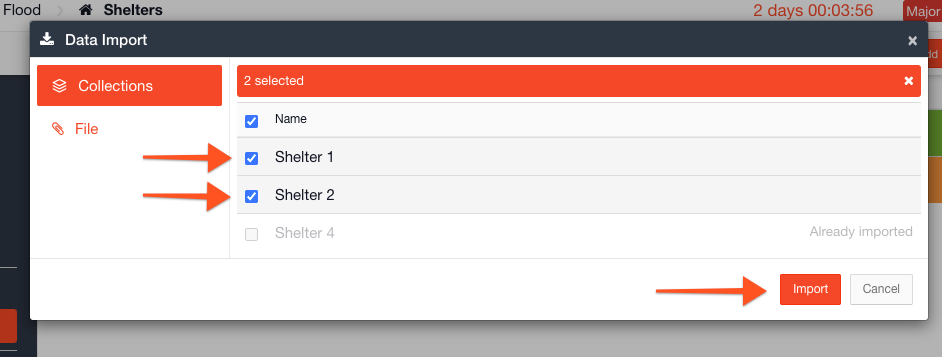 Flood Shelters 2 days 00:03:56 Major
Data Import ×
Collections
File
2 selected ×
Name
Shelter 1
Shelter 2
Shelter 4 Already imported
Import Cancel